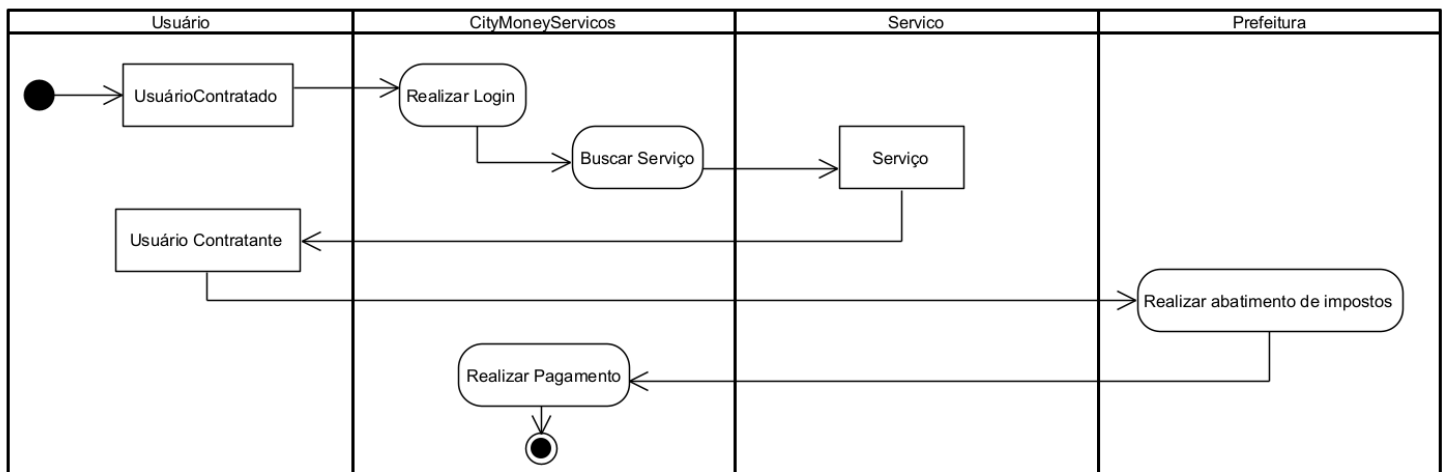 Usuário
CityMoneyServicos
Servico
Prefeitura
UsuárioContratado
Realizar Login
Buscar Serviço
Serviço
Usuário Contratante
Realizar abatimento de impostos
Realizar Pagamento